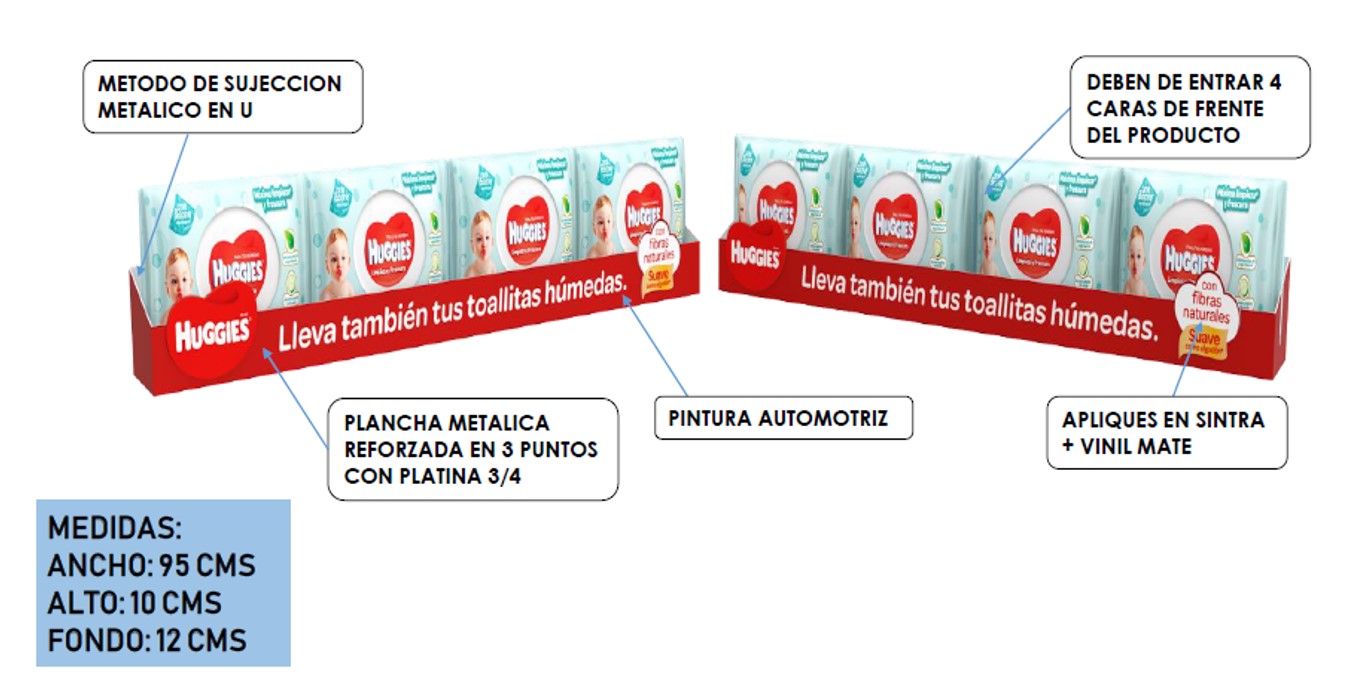 METODO DE SUJECCION
METALICO EN U
DEBEN DE ENTRAR 4
CARAS DE FRENTE
DEL PRODUCTO
HUGGIES
HUGGIES
HUGGIES
HUGGIES
HUGGIES
Lleva también tus toallitas húmedas.
con
fibras
naturales
Suave
HUGGIES
HUGGIES
HUGGIES
HUGGIES
HUGGIES
Lleva también tus toallitas húmedas.
con
fibras
naturales
Suave
como algodón
PLANCHA METALICA
REFORZADA EN 3 PUNTOS
CON PLATINA 3/4
PINTURA AUTOMOTRIZ
APLIQUES EN SINTRA
+ VINIL MATE
MEDIDAS:
ANCHO: 95 CMS
ALTO: 10 CMS
FONDO: 12 CMS